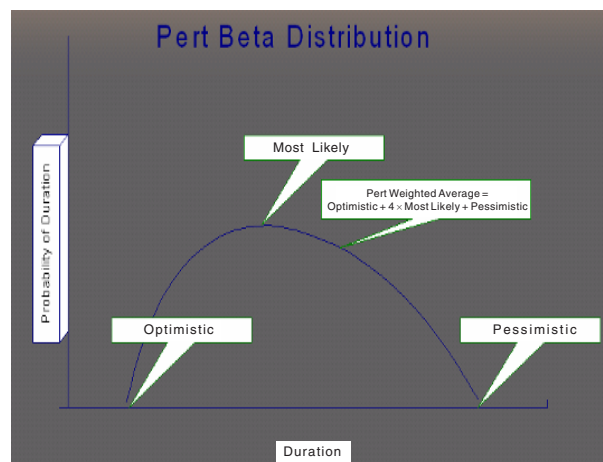 Pert Beta Distribution
Most Likely
Pert Weighted Average =
Optimistic + 4 × Most Likely + Pessimistic
Probability of Duration
Optimistic
Pessimistic
Duration